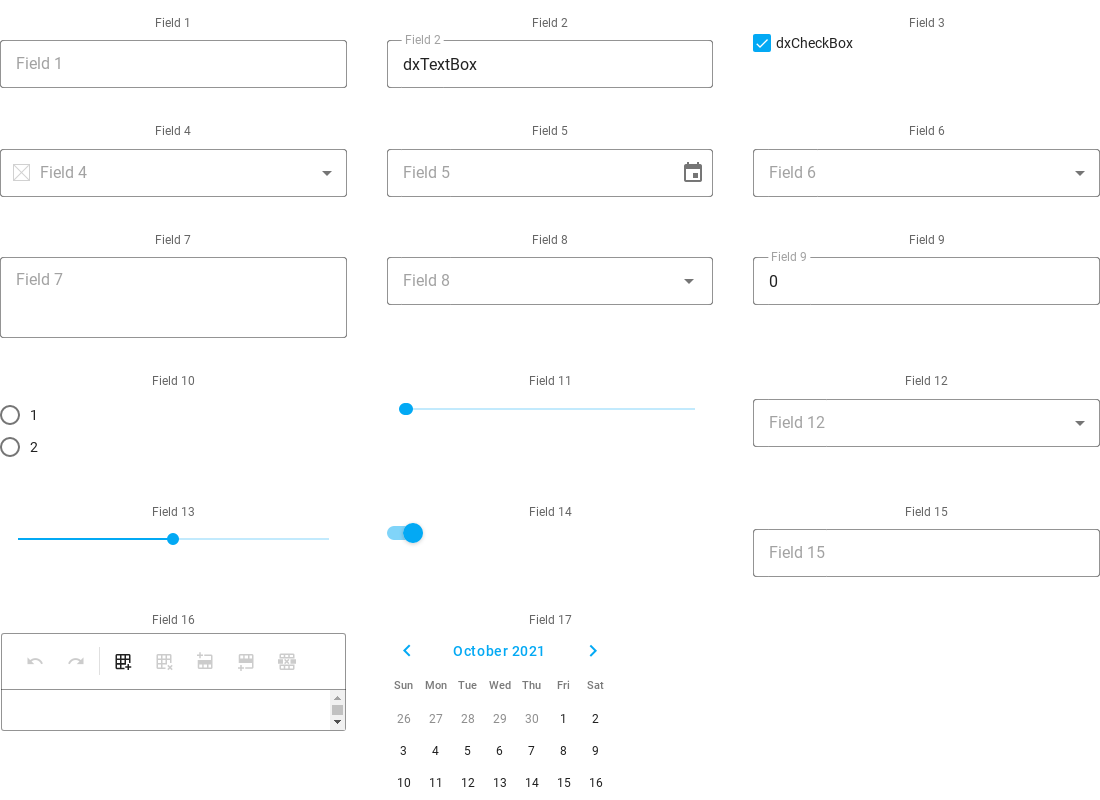 Field 1
Field 2
Field 3
Field 1
Field 2
dxTextBox
dxCheckBox
Field 4
Field 5
Field 6
Field 4
Field 5
Field 6
Field 7
Field 8
Field 9
Field 7
Field 8
Field 9
0
Field 10
Field 11
Field 12
1
2
Field 12
Field 13
Field 14
Field 15
Field 15
Field 16
Field 17
October 2021
Sun Mon Tue Wed Thu Fri Sat
26 27 28 29 30 1 2
3 4 5 6 7 8 9
10 11 12 13 14 15 16